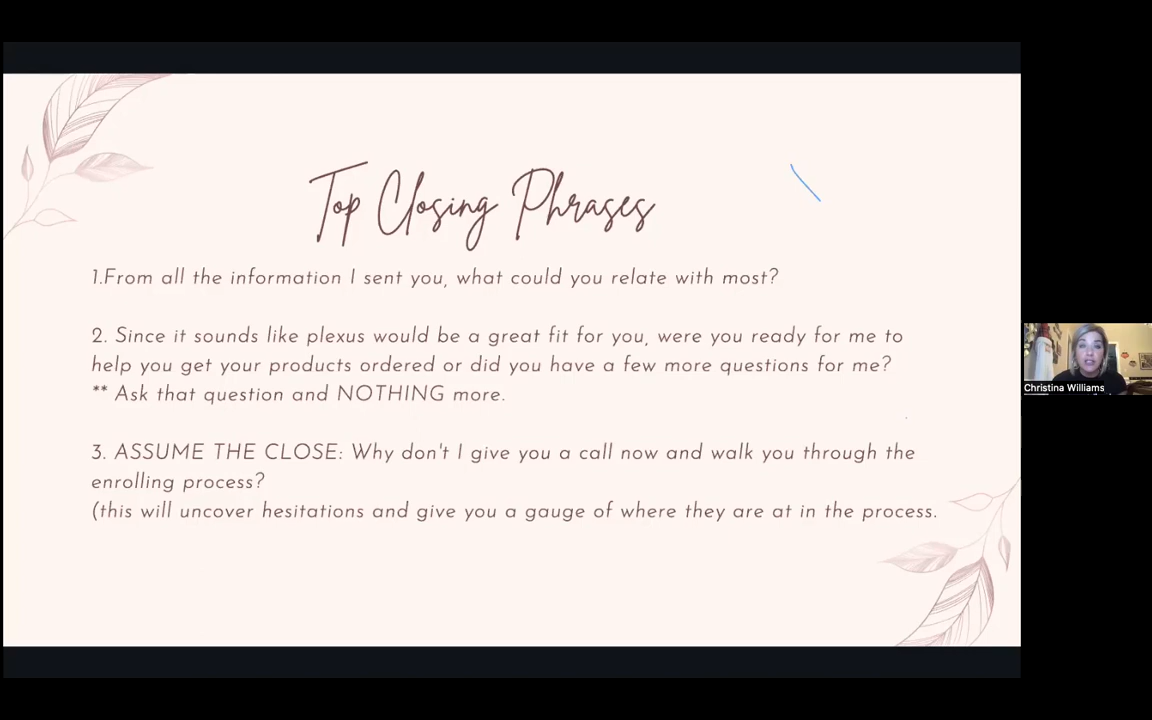 Top Closing Phrases
1.From all the information I sent you, what could you relate with most?
2. Since it sounds like plexus would be a great fit for you, were you ready for me to
help you get your products ordered or did you have a few more questions for me?
** Ask that question and NOTHING more.
3. ASSUME THE CLOSE: Why don't I give you a call now and walk you through the
enrolling process?
(this will uncover hesitations and give you a gauge of where they are at in the process.
Christina Williams